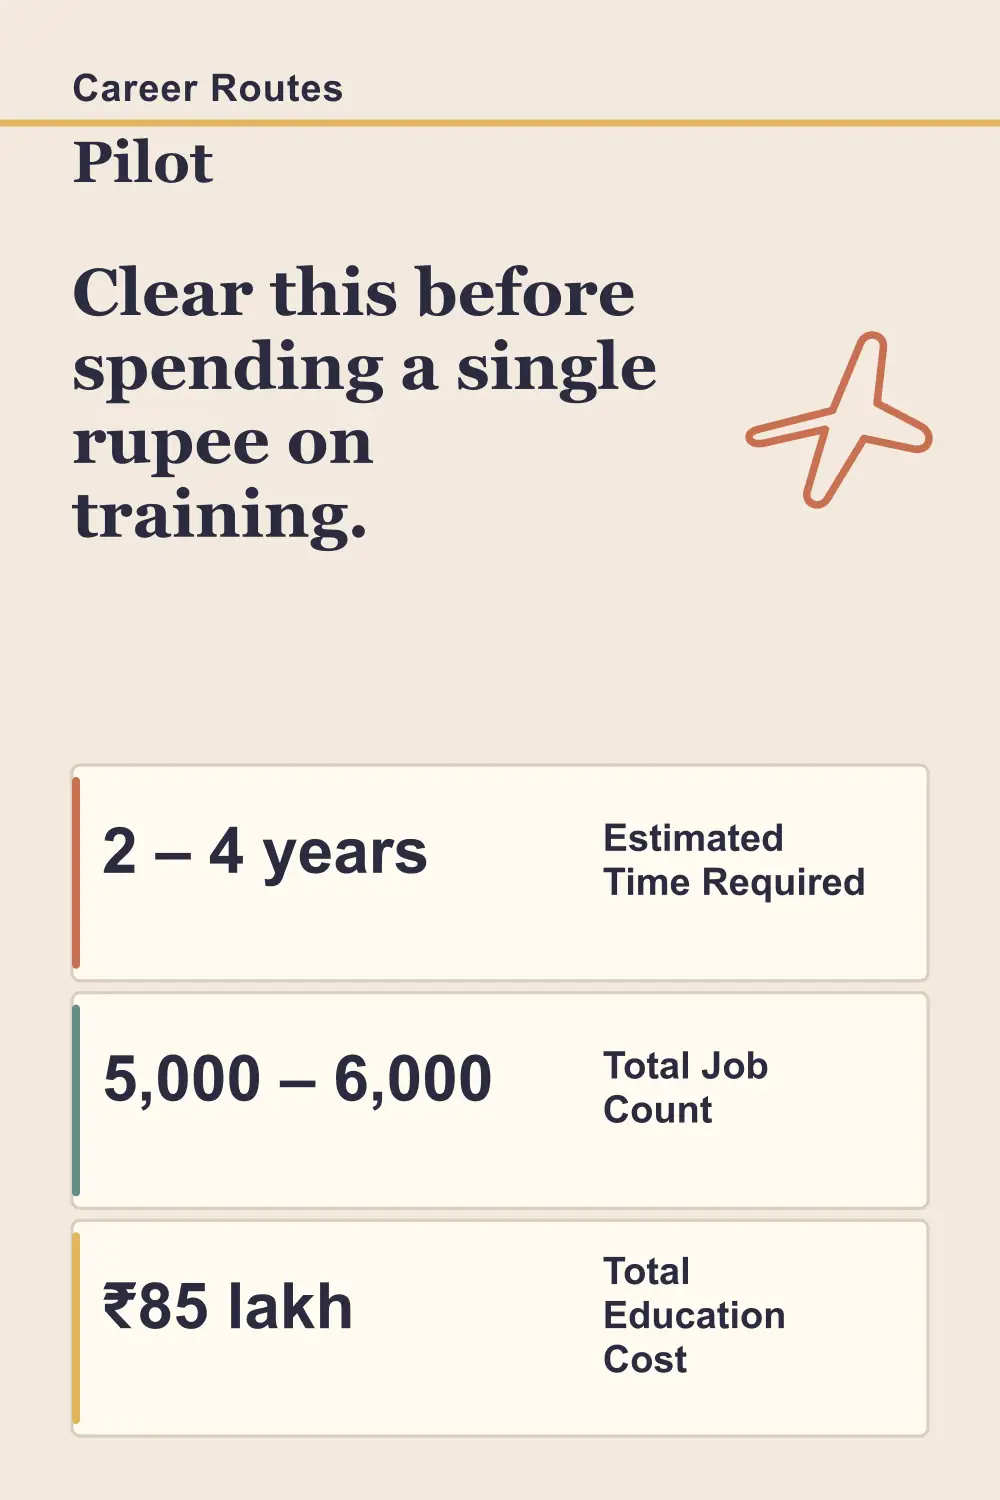 Career Routes
Pilot
Clear this before
spending a single
rupee on
training.
2 – 4 years
Estimated
Time Required
5,000 – 6,000
Total Job
Count
₹85 lakh
Total
Education
Cost